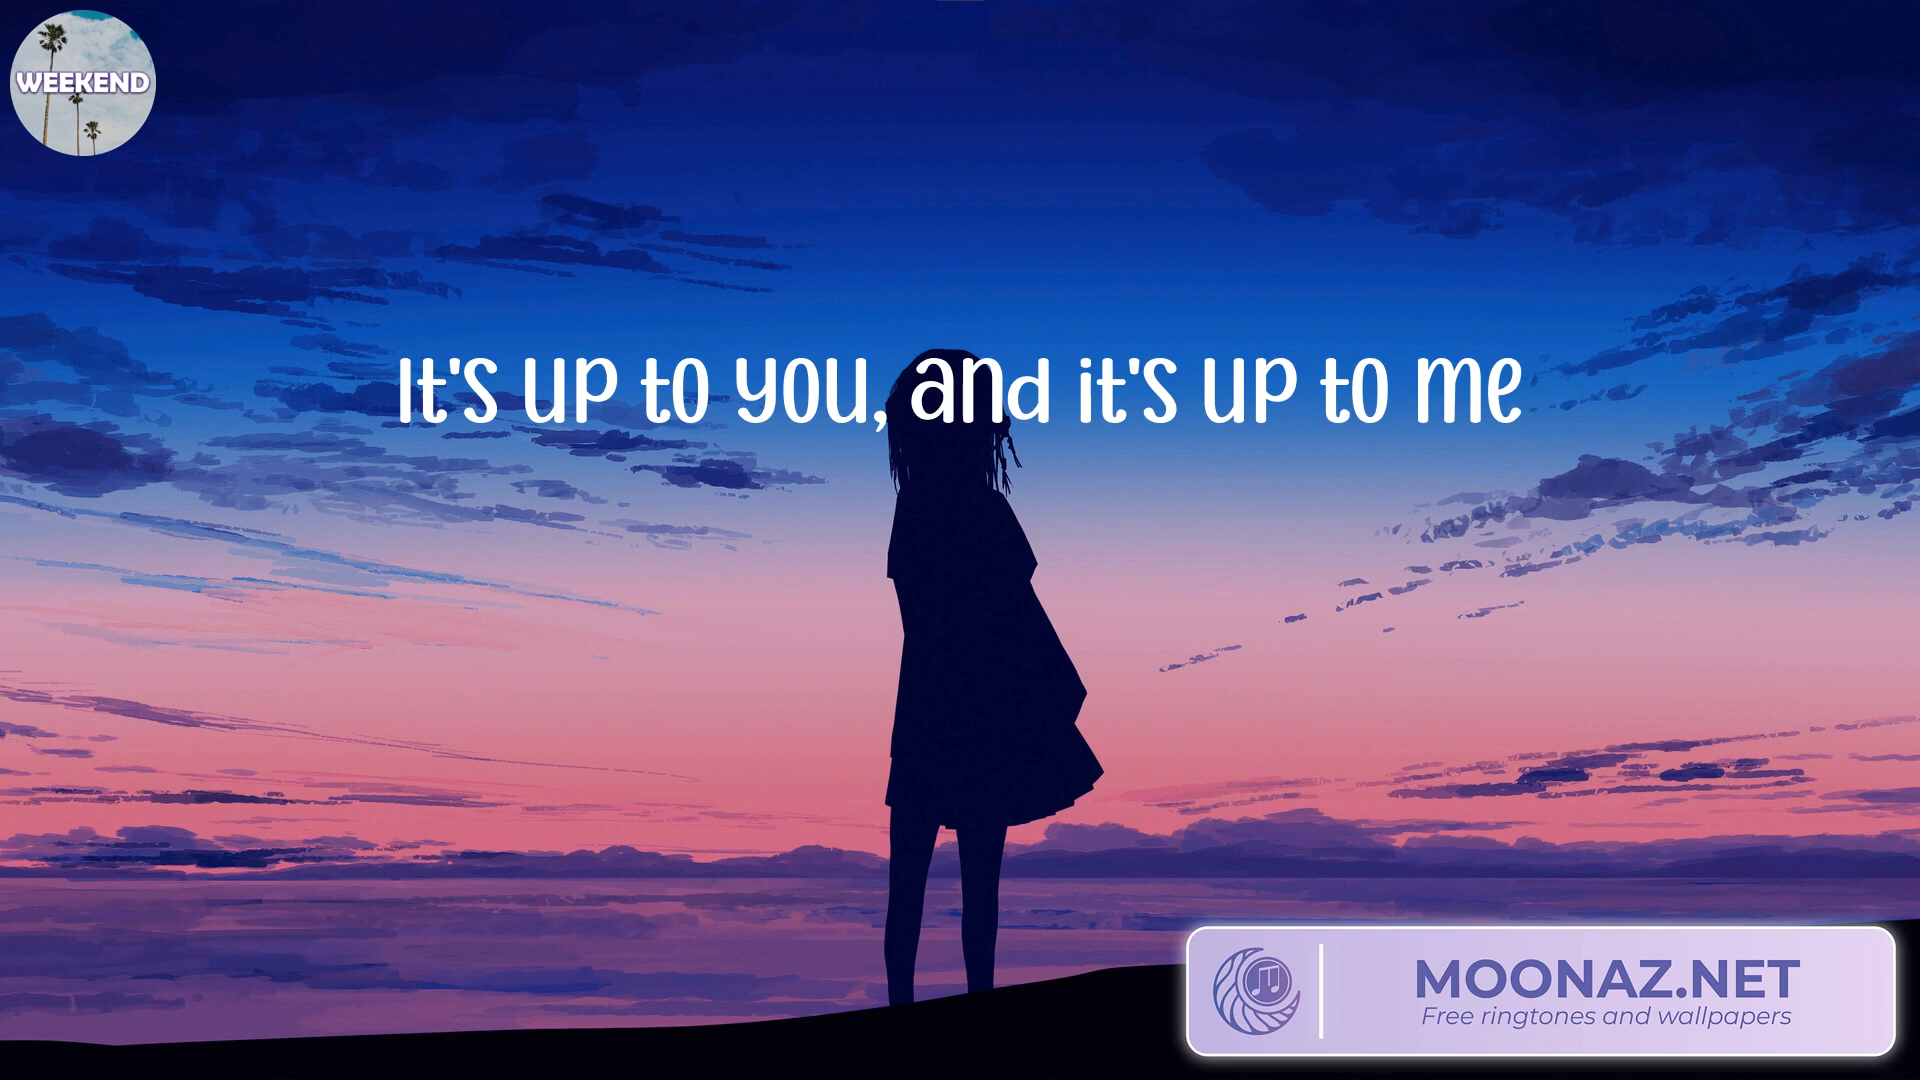 WEEKEND
It's up to you, and it's up to me
MOONAZ.NET
Free ringtones and wallpapers